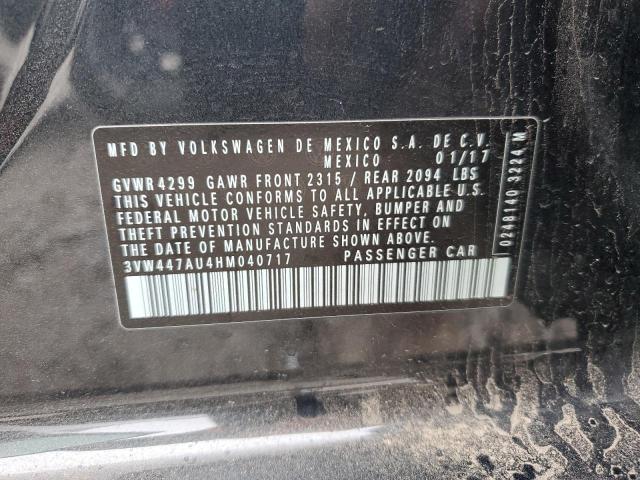 MFD BY VOLKSWAGEN DE MEXICO S.A. DE C.V.
MEXICO 01/17
GVWR 4299 GAWR FRONT 2315 / REAR 2094 LBS
THIS VEHICLE CONFORMS TO ALL APPLICABLE U.S.
FEDERAL MOTOR VEHICLE SAFETY, BUMPER AND
THEFT PREVENTION STANDARDS IN EFFECT ON
THE DATE OF MANUFACTURE SHOWN ABOVE.
3VW447AU4HM040717 PASSENGER CAR
0248140 3224 M